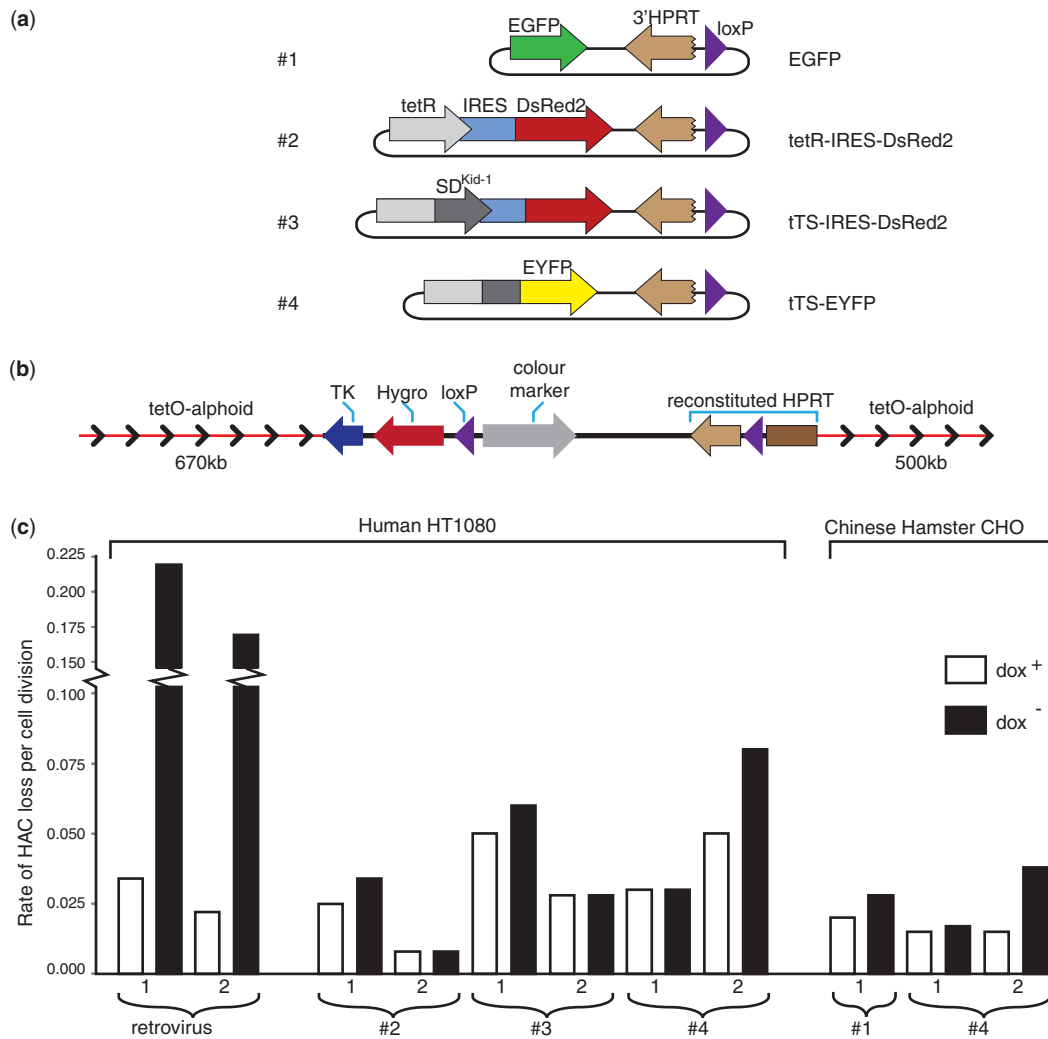 (a)
#1 EGFP 3'HPRT loxP EGFP
#2 tetR IRES DsRed2 tetR-IRES-DsRed2
#3 SD^Kid-1 tTS-IRES-DsRed2
#4 EYFP tTS-EYFP
(b)
tetO-alphoid TK Hygro loxP colour marker reconstituted HPRT tetO-alphoid
670kb 500kb
(c)
Human HT1080 Chinese Hamster CHO
Rate of HAC loss per cell division
0.225
0.200
0.175
0.150
0.100
0.075
0.050
0.025
0.000
dox +
dox -
1 2 1 2 1 2 1 2 1 1 2
retrovirus #2 #3 #4 #1 #4